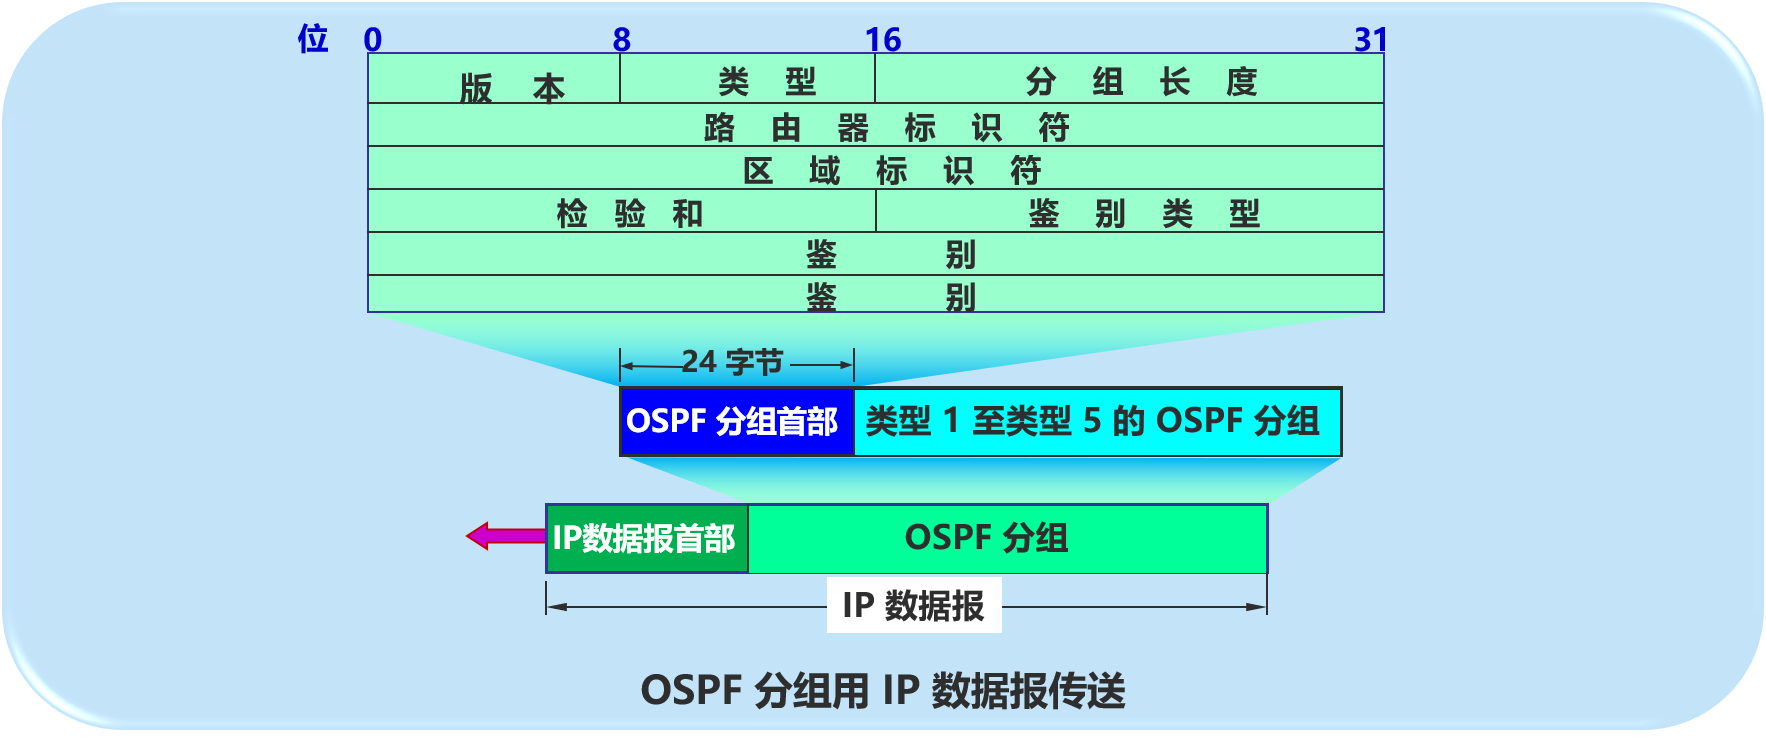 位 0 8 16 31
版 本 类 型 分 组 长 度
路 由 器 标 识 符
区 域 标 识 符
检 验 和 鉴 别 类 型
鉴 别
鉴 别
24 字节
OSPF 分组首部 类型 1 至类型 5 的 OSPF 分组
IP数据报首部 OSPF 分组
IP 数据报
OSPF 分组用 IP 数据报传送